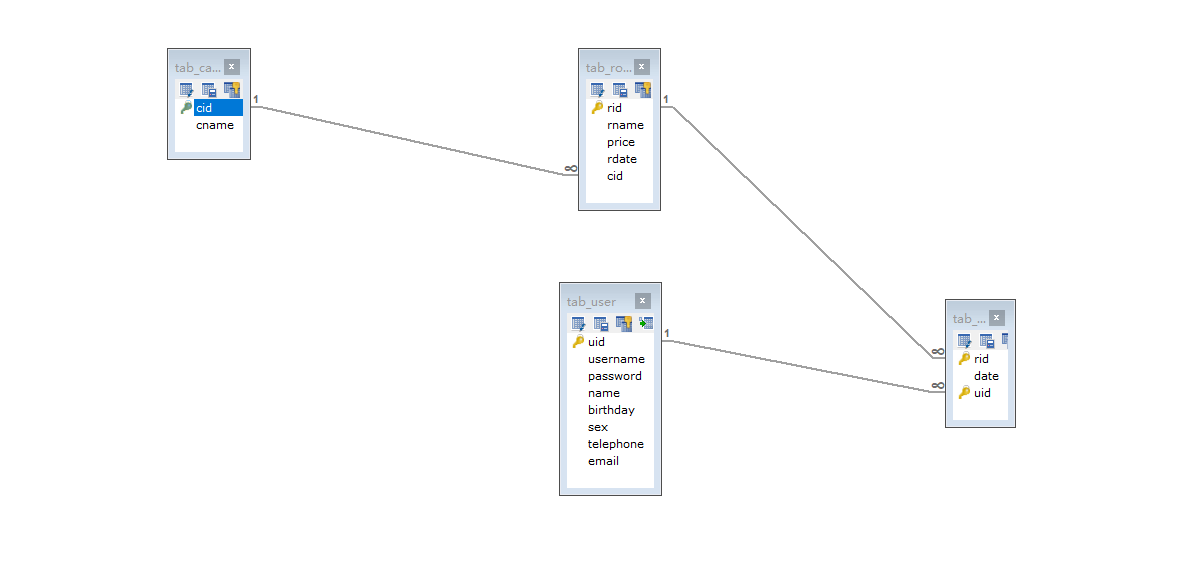 tab_ca...
cid
cname
1
∞
tab_ro...
rid
rname
price
rdate
cid
1
tab_user
uid
username
password
name
birthday
sex
telephone
email
1
∞
∞
tab_...
rid
date
uid